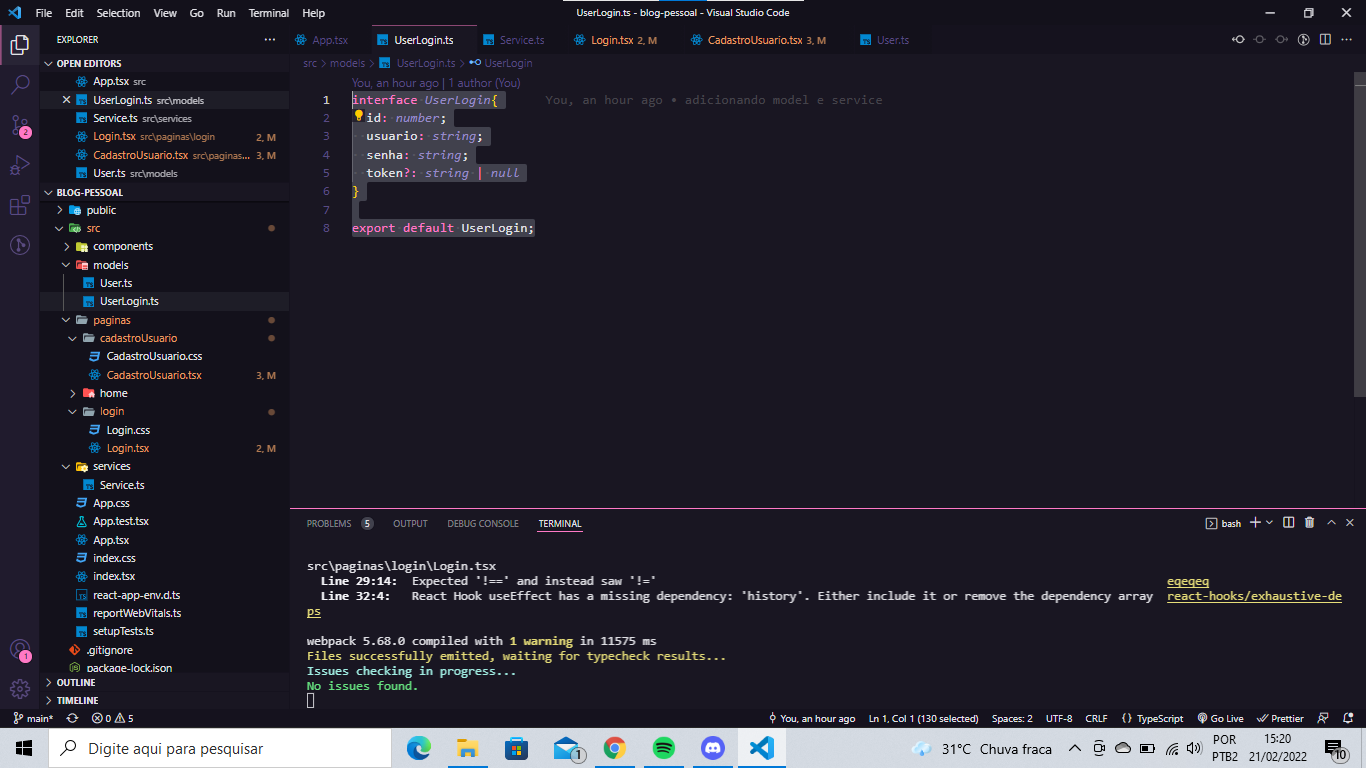 File Edit Selection View Go Run Terminal Help
UserLogin.ts - blog-pessoal - Visual Studio Code
EXPLORER
OPEN EDITORS
App.tsx src
UserLogin.ts src\models
Service.ts src\services
Login.tsx src\paginas\login 2, M
CadastroUsuario.tsx src\paginas... 3, M
User.ts src\models
BLOG-PESSOAL
public
src
components
models
User.ts
UserLogin.ts
paginas
cadastroUsuario
CadastroUsuario.css
CadastroUsuario.tsx 3, M
home
login
Login.css
Login.tsx 2, M
services
Service.ts
App.css
App.test.tsx
App.tsx
index.css
index.tsx
react-app-env.d.ts
reportWebVitals.ts
setupTests.ts
.gitignore
package-lock.json
OUTLINE
TIMELINE
2
1
App.tsx UserLogin.ts Service.ts Login.tsx 2, M CadastroUsuario.tsx 3, M User.ts
src > models > UserLogin.ts > UserLogin
You, an hour ago | 1 author (You)
1 interface UserLogin{ You, an hour ago • adicionando model e service
2 id: number;
3 usuario: string;
4 senha: string;
5 token?: string | null
6 }
7
8 export default UserLogin;
PROBLEMS 5 OUTPUT DEBUG CONSOLE TERMINAL
bash
src\paginas\login\Login.tsx
Line 29:14: Expected '!==' and instead saw '!=' eqeqeq
Line 32:4: React Hook useEffect has a missing dependency: 'history'. Either include it or remove the dependency array react-hooks/exhaustive-de
ps
webpack 5.68.0 compiled with 1 warning in 11575 ms
Files successfully emitted, waiting for typecheck results...
Issues checking in progress...
No issues found.
main* 0 5 You, an hour ago Ln 1, Col 1 (130 selected) Spaces: 2 UTF-8 CRLF {} TypeScript Go Live Prettier
Digite aqui para pesquisar
1
31°C Chuva fraca
POR
PTB2
15:20
21/02/2022
10